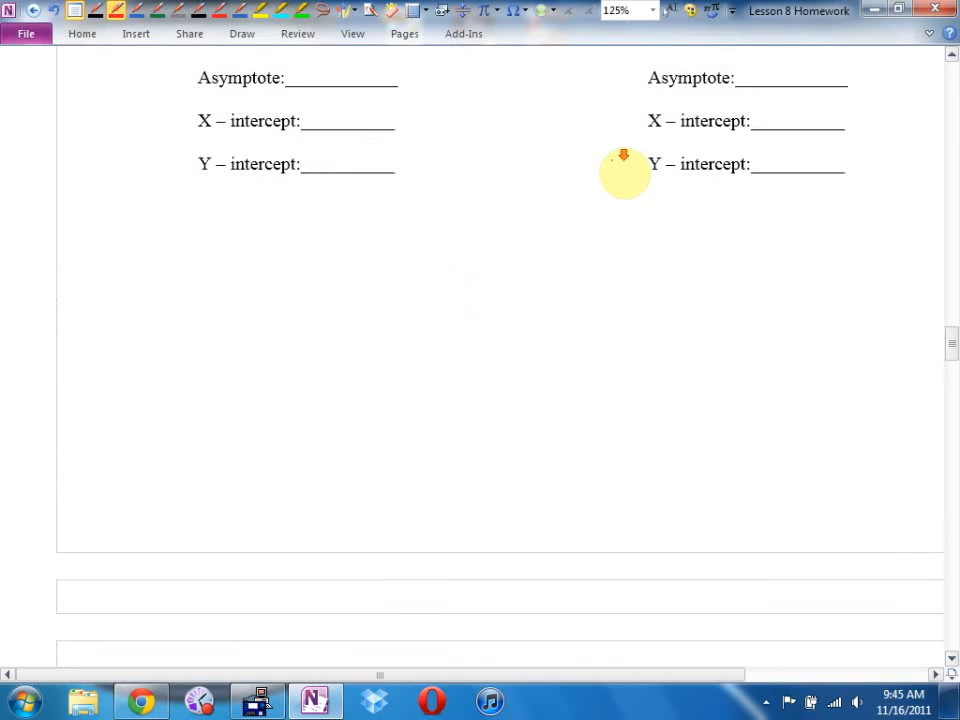 125%
Lesson 8 Homework
File Home Insert Share Draw Review View Pages Add-Ins
Asymptote:____________ Asymptote:____________
X – intercept:__________ X – intercept:__________
Y – intercept:__________ Y – intercept:__________
9:45 AM
11/16/2011